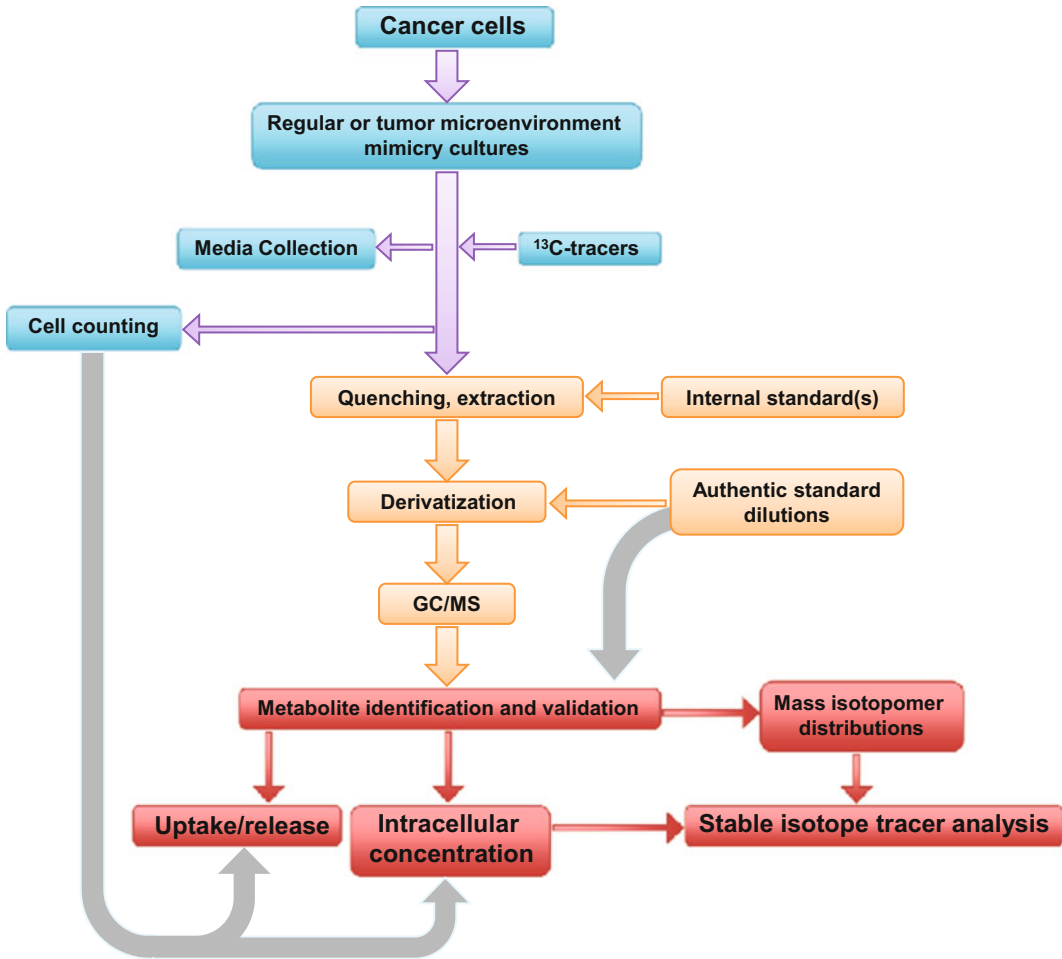 Cancer cells
Regular or tumor microenvironment
mimicry cultures
Media Collection
¹³C-tracers
Cell counting
Quenching, extraction
Internal standard(s)
Derivatization
Authentic standard
dilutions
GC/MS
Metabolite identification and validation
Mass isotopomer
distributions
Uptake/release
Intracellular
concentration
Stable isotope tracer analysis